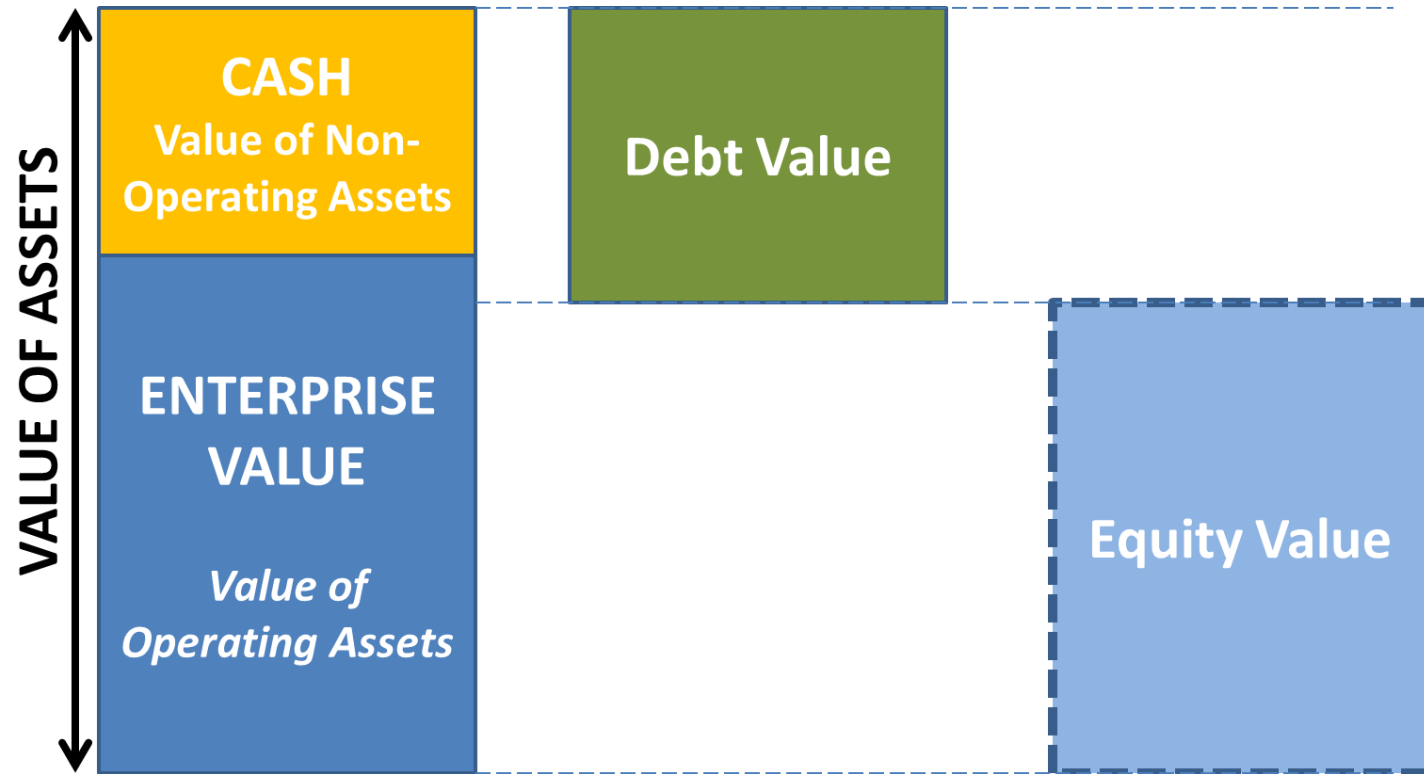 VALUE OF ASSETS
CASH
Value of Non-
Operating Assets
ENTERPRISE
VALUE
Value of
Operating Assets
Debt Value
Equity Value